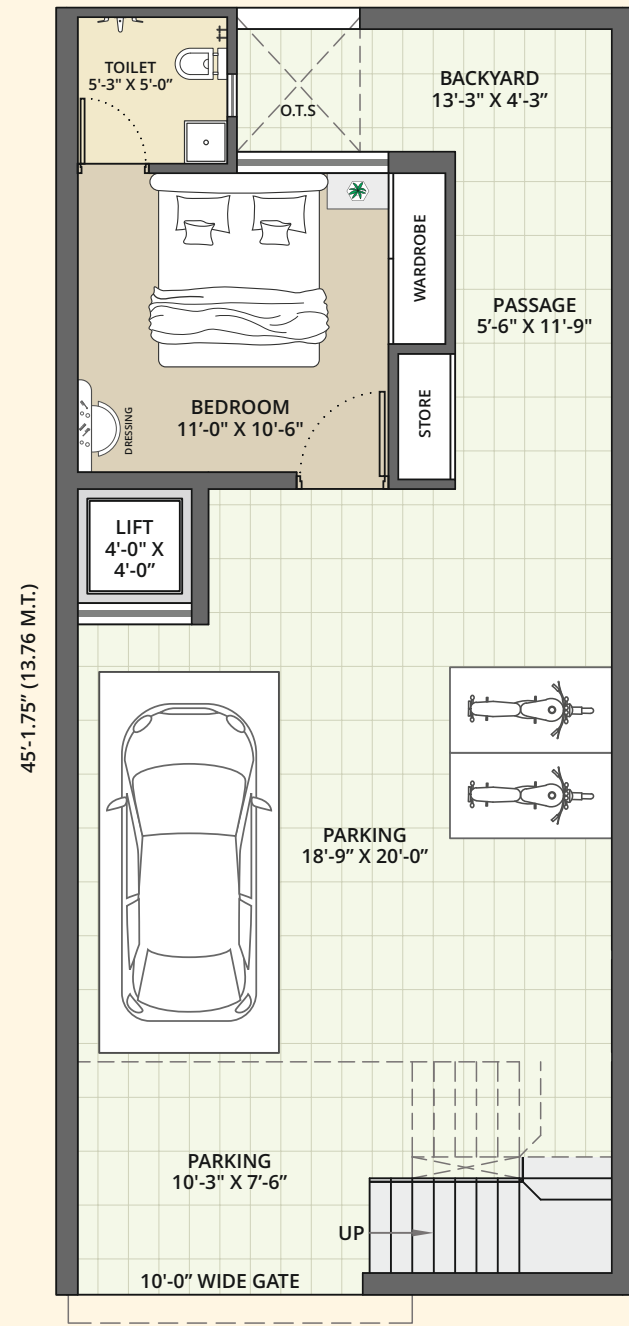 TOILET
5'-3" X 5'-0”
O.T.S
BACKYARD
13'-3" X 4'-3”
WARDROBE
PASSAGE
5’-6" X 11'-9"
BEDROOM
11’-0" X 10'-6"
DRESSING
STORE
LIFT
4'-0" X
4'-0”
45’-1.75” (13.76 M.T.)
PARKING
18'-9” X 20'-0”
PARKING
10'-3" X 7’-6”
UP
10'-0” WIDE GATE